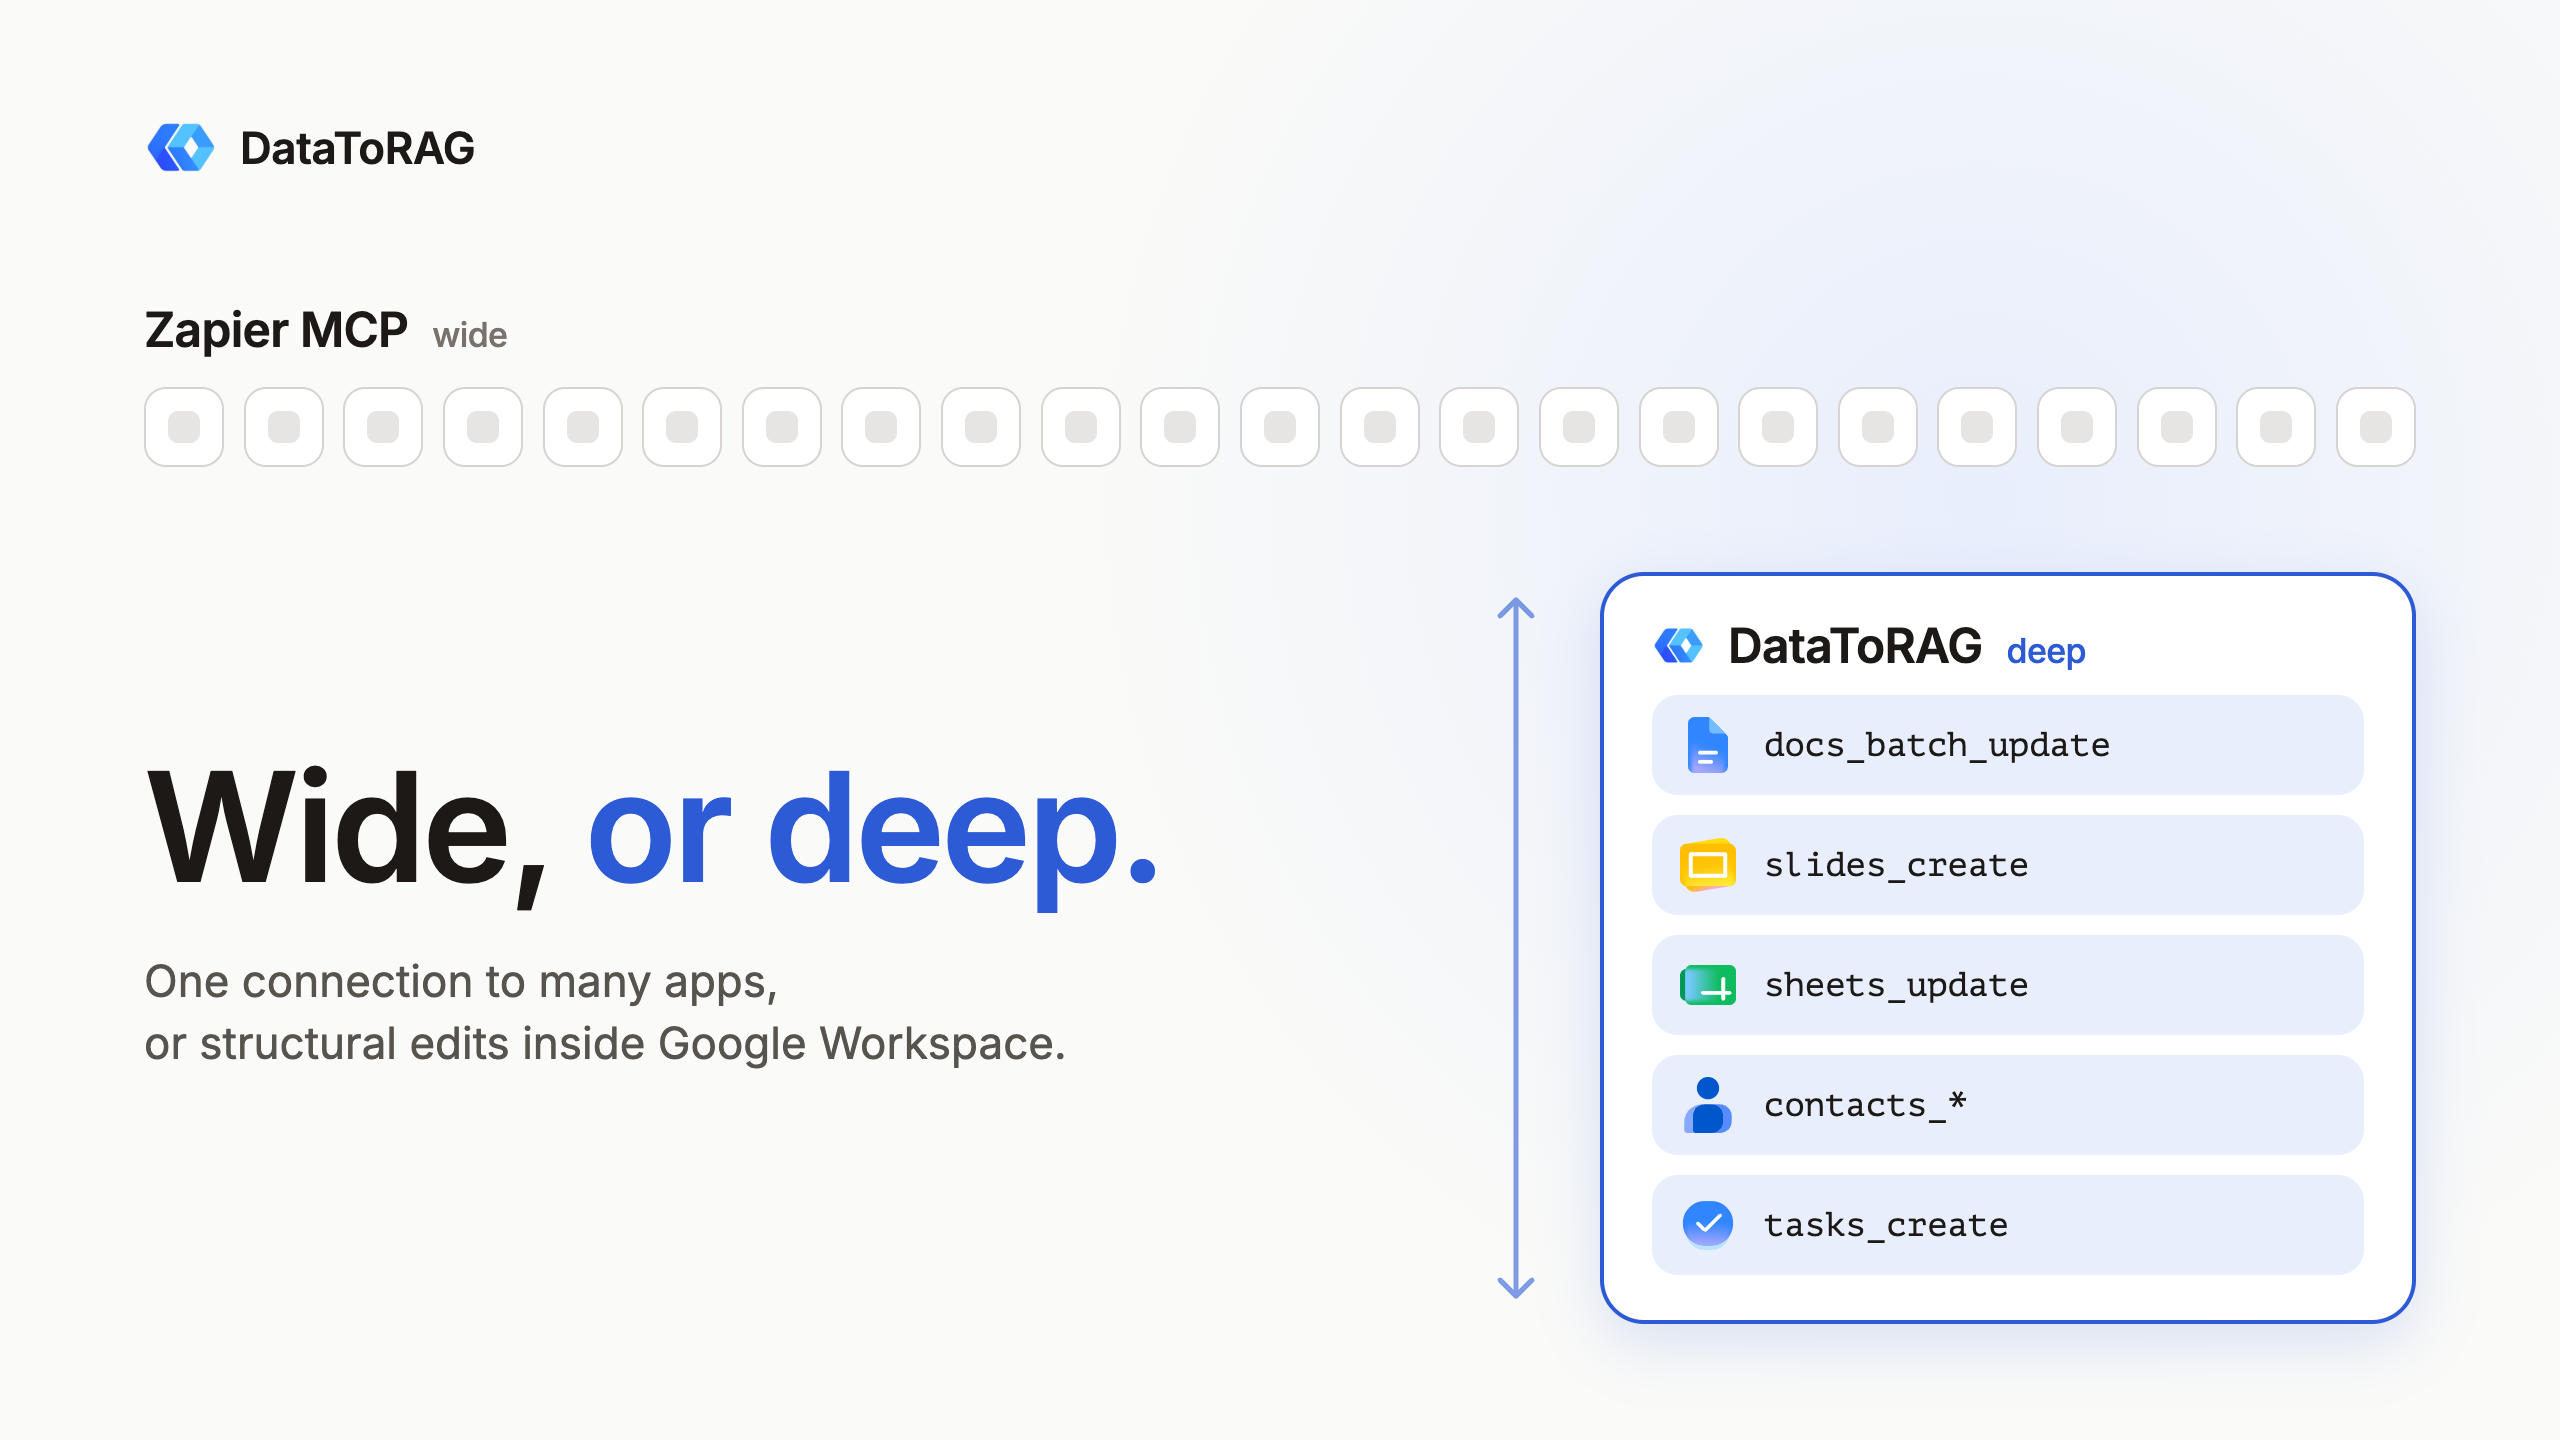 DataToRAG
Zapier MCP wide
DataToRAG deep
docs_batch_update
slides_create
sheets_update
contacts_*
tasks_create
Wide, or deep.
One connection to many apps,
or structural edits inside Google Workspace.